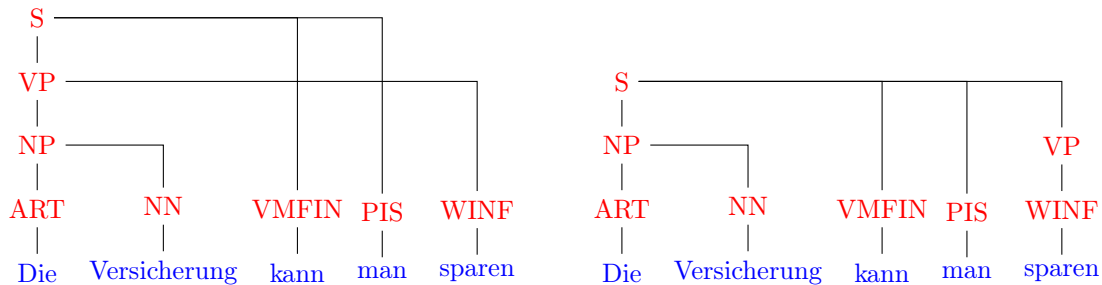 S
VP S
NP NP VP
ART NN VMFIN PIS WINF ART NN VMFIN PIS WINF
Die Versicherung kann man sparen Die Versicherung kann man sparen